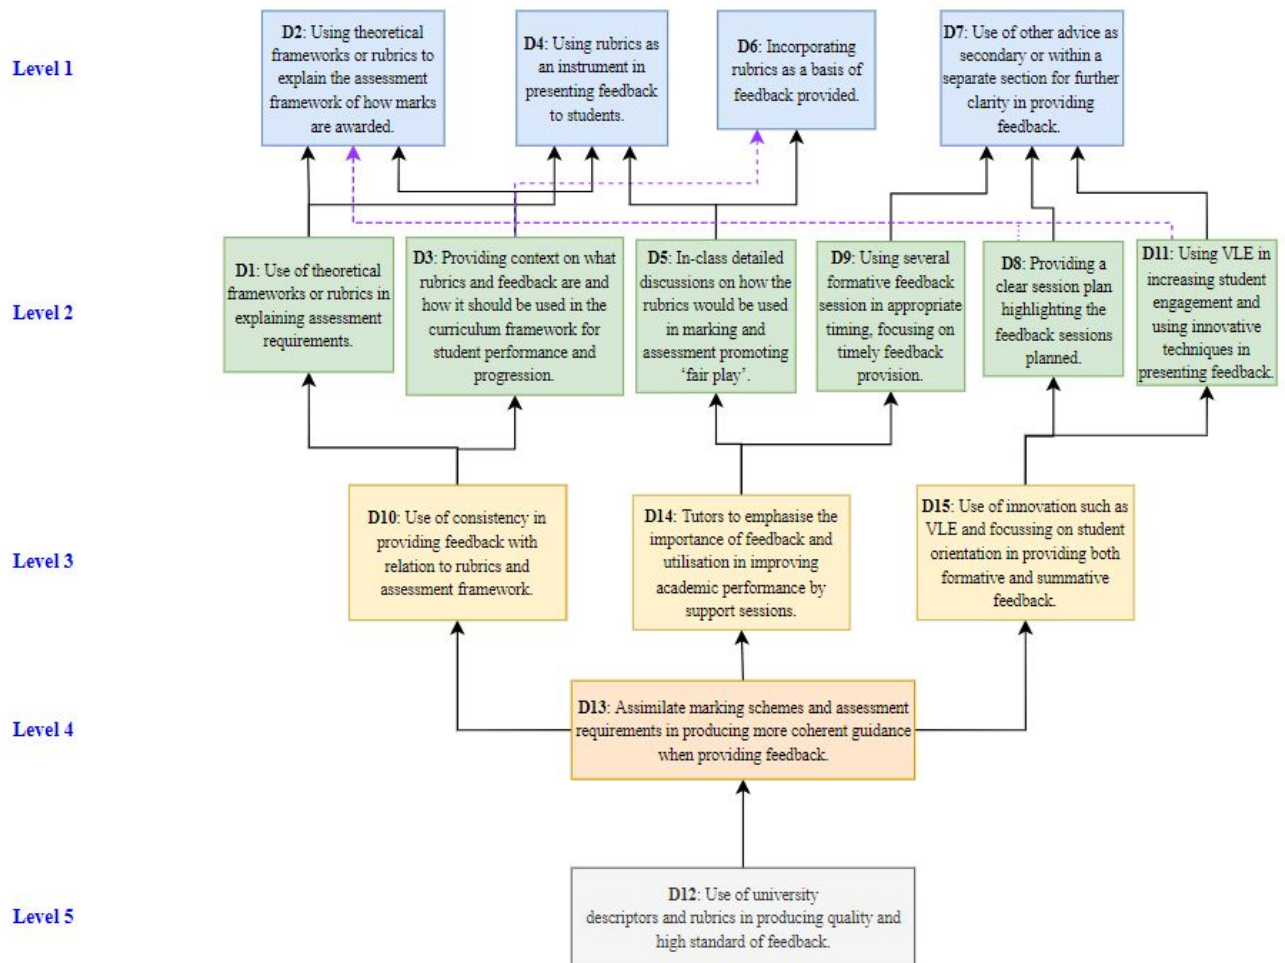 Level 1
D2: Using theoretical
frameworks or rubrics to
explain the assessment
framework of how marks
are awarded.
D4: Using rubrics as
an instrument in
presenting feedback
to students.
D6: Incorporating
rubrics as a basis of
feedback provided.
D7: Use of other advice as
secondary or within a
separate section for further
clarity in providing
feedback.
Level 2
D1: Use of theoretical
frameworks or rubrics in
explaining assessment
requirements.
D3: Providing context on what
rubrics and feedback are and
how it should be used in the
curriculum framework for
student performance and
progression.
D5: In-class detailed
discussions on how the
rubrics would be used
in marking and
assessment promoting
‘fair play’.
D9: Using several
formative feedback
session in appropriate
timing, focusing on
timely feedback
provision.
D8: Providing a
clear session plan
highlighting the
feedback sessions
planned.
D11: Using VLE in
increasing student
engagement and
using innovative
techniques in
presenting feedback.
Level 3
D10: Use of consistency in
providing feedback with
relation to rubrics and
assessment framework.
D14: Tutors to emphasise the
importance of feedback and
utilisation in improving
academic performance by
support sessions.
D15: Use of innovation such as
VLE and focussing on student
orientation in providing both
formative and summative
feedback.
Level 4
D13: Assimilate marking schemes and assessment
requirements in producing more coherent guidance
when providing feedback.
Level 5
D12: Use of university
descriptors and rubrics in producing quality and
high standard of feedback.